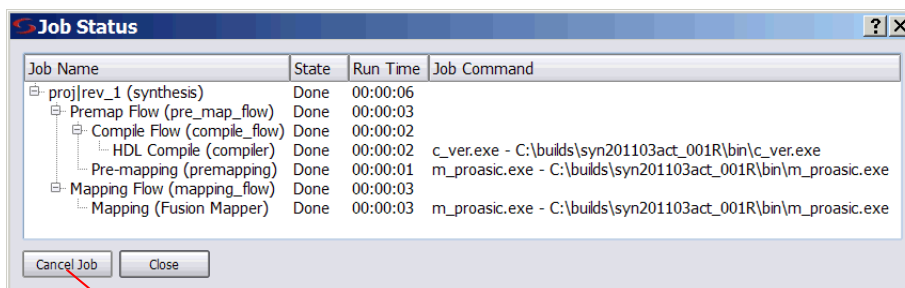 Job Status
Job Name State Run Time Job Command
proj|rev_1 (synthesis) Done 00:00:06
Premap Flow (pre_map_flow) Done 00:00:03
Compile Flow (compile_flow) Done 00:00:02
HDL Compile (compiler) Done 00:00:02 c_ver.exe - C:\builds\syn201103act_001R\bin\c_ver.exe
Pre-mapping (premapping) Done 00:00:01 m_proasic.exe - C:\builds\syn201103act_001R\bin\m_proasic.exe
Mapping Flow (mapping_flow) Done 00:00:03
Mapping (Fusion Mapper) Done 00:00:03 m_proasic.exe - C:\builds\syn201103act_001R\bin\m_proasic.exe
Cancel Job Close